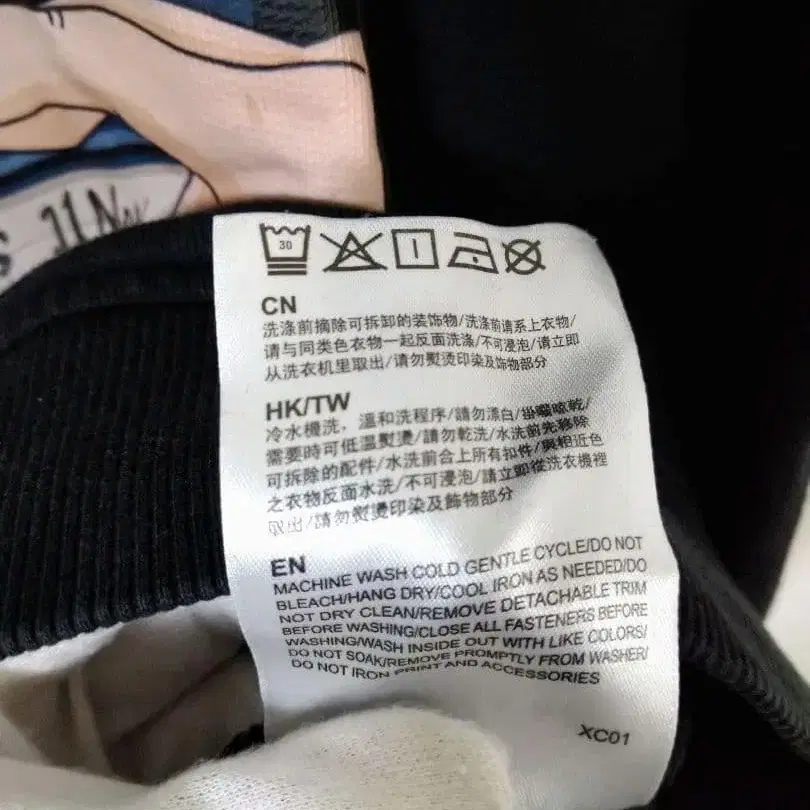 S 11
30
CN
洗涤前摘除可拆卸的装饰物/洗涤前请系上衣物/
请与同类色衣物一起反面洗涤/不可浸泡/请立即
从洗衣机里取出/请勿熨烫印染及饰物部分
HK/TW
冷水機洗，溫和洗程序/請勿漂白/掛曬晾乾/
需要時可低溫熨燙/請勿乾洗/水洗前先移除
可拆除的配件/水洗前合上所有扣件/與相近色
之衣物反面水洗/不可浸泡/請立即從洗衣機裡
取出/請勿熨燙印染及飾物部分
EN
MACHINE WASH COLD GENTLE CYCLE/DO NOT
BLEACH/HANG DRY/COOL IRON AS NEEDED/DO
NOT DRY CLEAN/REMOVE DETACHABLE TRIM
BEFORE WASHING/CLOSE ALL FASTENERS BEFORE
WASHING/WASH INSIDE OUT WITH LIKE COLORS/
DO NOT SOAK/REMOVE PROMPTLY FROM WASHER/
DO NOT IRON PRINT AND ACCESSORIES
XC01